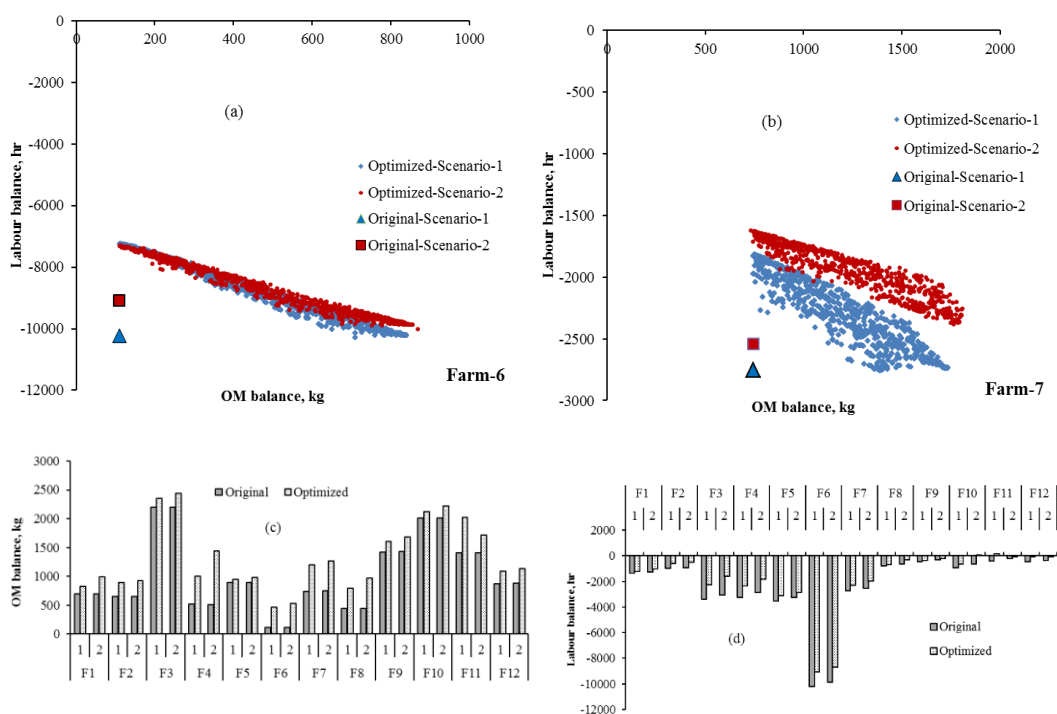 0
0 200 400 600 800 1000
-2000
-4000
-6000
-8000
-10000
-12000
Labour balance, hr
(a)
Optimized-Scenario-1
Optimized-Scenario-2
Original-Scenario-1
Original-Scenario-2
Farm-6
OM balance, kg
0
0 500 1000 1500 2000
-500
-1000
-1500
-2000
-2500
-3000
Labour balance, hr
(b)
Optimized-Scenario-1
Optimized-Scenario-2
Original-Scenario-1
Original-Scenario-2
Farm-7
OM balance, kg
OM balance, kg
3000
2500
2000
1500
1000
500
0
Original Optimized
(c)
1 2 1 2 1 2 1 2 1 2 1 2 1 2 1 2 1 2 1 2 1 2 1 2
F1 F2 F3 F4 F5 F6 F7 F8 F9 F10 F11 F12
F1 F2 F3 F4 F5 F6 F7 F8 F9 F10 F11 F12
1 2 1 2 1 2 1 2 1 2 1 2 1 2 1 2 1 2 1 2 1 2 1 2
2000
0
-2000
-4000
-6000
-8000
-10000
-12000
Labour balance, hr
(d)
Original
Optimized